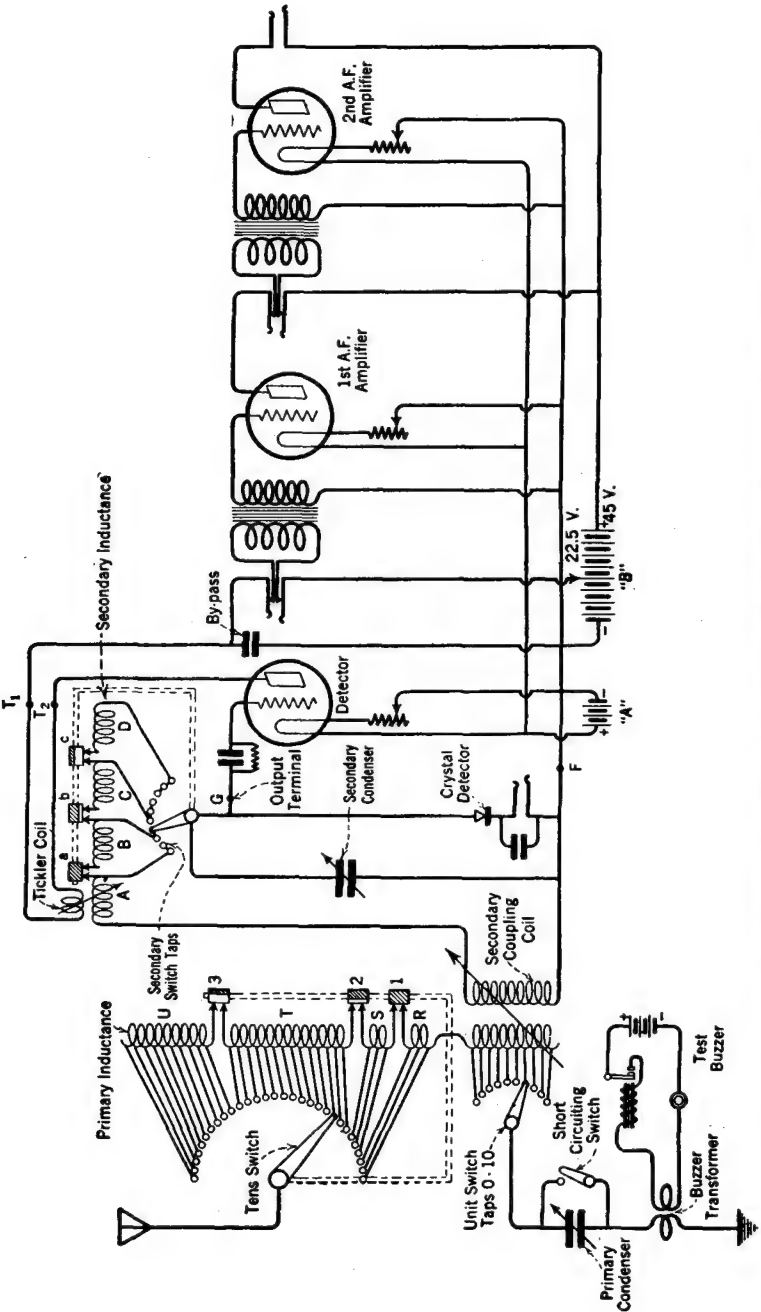 2nd A.F.
Amplifier
1st A.F.
Amplifier
Secondary Inductance
By-pass
T1
T2
c
b
a
D
C
B
A
Tickler Coil
Secondary
Switch Taps
Detector
G
Output
Terminal
Secondary
Condenser
Crystal
Detector
F
+ -
"A"
-
22.5 V.
+45 V.
"B"
Primary Inductance
U
T
S
R
3
2
1
Tens Switch
Secondary
Coupling
Coil
Unit Switch
Taps 0-10
Short
Circuiting
Switch
Primary
Condenser
Buzzer
Transformer
Test
Buzzer
+
-